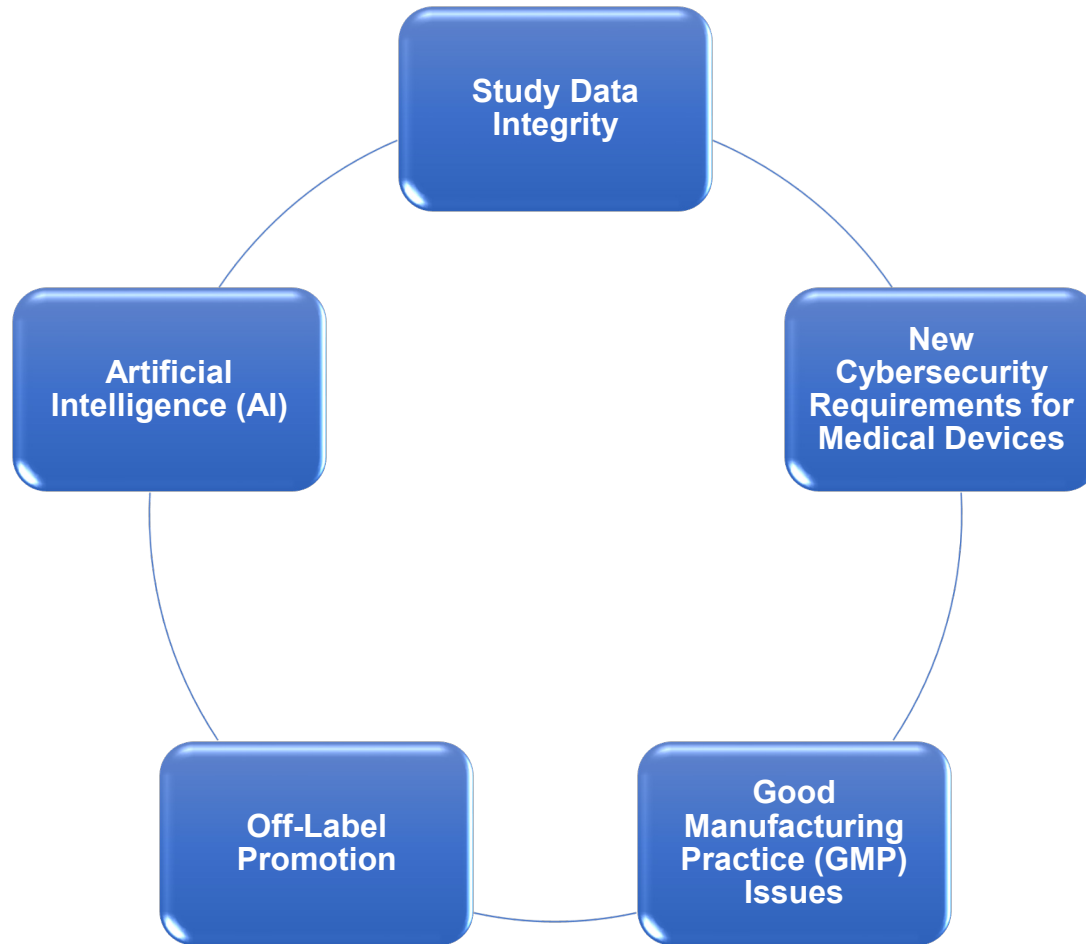 Study Data
Integrity
New
Cybersecurity
Requirements for
Medical Devices
Good
Manufacturing
Practice (GMP)
Issues
Off-Label
Promotion
Artificial
Intelligence (AI)